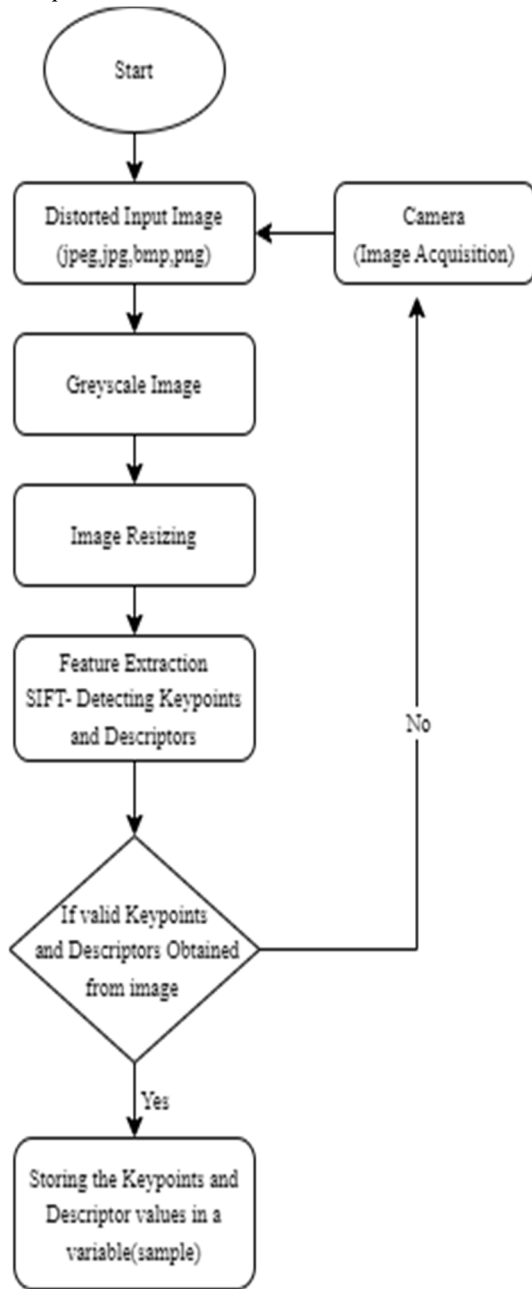 Start
Distorted Input Image
(jpeg,jpg,bmp,png)
Camera
(Image Acquisition)
Greyscale Image
Image Resizing
Feature Extraction
SIFT- Detecting Keypoints
and Descriptors
No
If valid Keypoints
and Descriptors Obtained
from image
Yes
Storing the Keypoints and
Descriptor values in a
variable(sample)